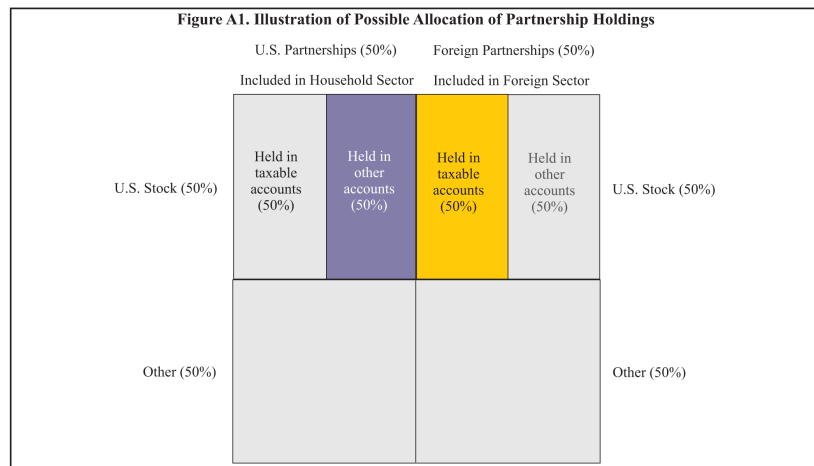 Figure A1. Illustration of Possible Allocation of Partnership Holdings
U.S. Partnerships (50%)
Foreign Partnerships (50%)
Included in Household Sector
Included in Foreign Sector
U.S. Stock (50%)
Held in
taxable
accounts
(50%)
Held in
other
accounts
(50%)
Held in
taxable
accounts
(50%)
Held in
other
accounts
(50%)
U.S. Stock (50%)
Other (50%)
Other (50%)